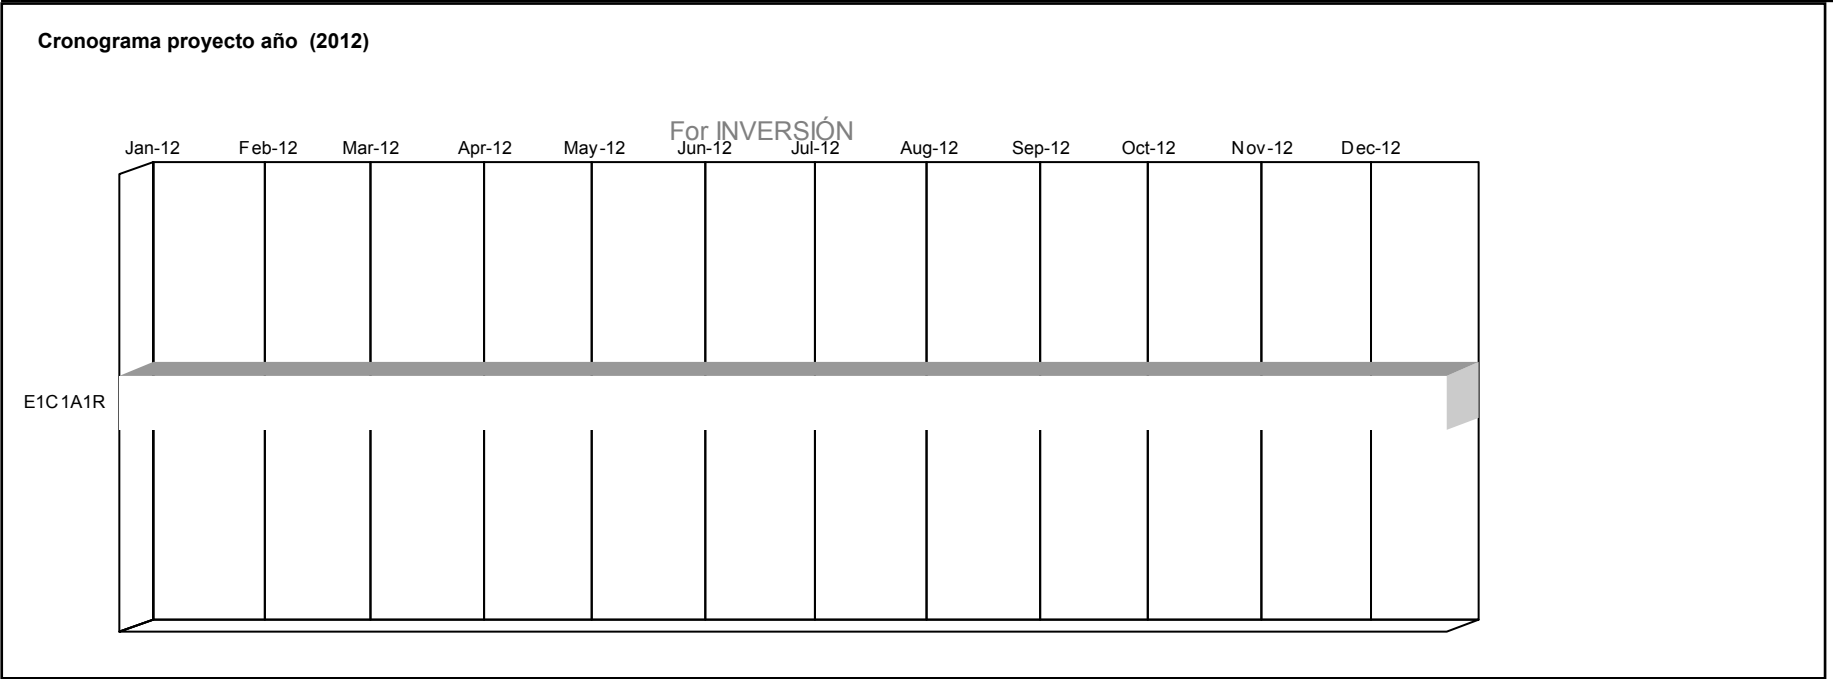 Cronograma proyecto año (2012)
For INVERSIÓN
Jan-12 Feb-12 Mar-12 Apr-12 May-12 Jun-12 Jul-12 Aug-12 Sep-12 Oct-12 Nov-12 Dec-12
E1C1A1R